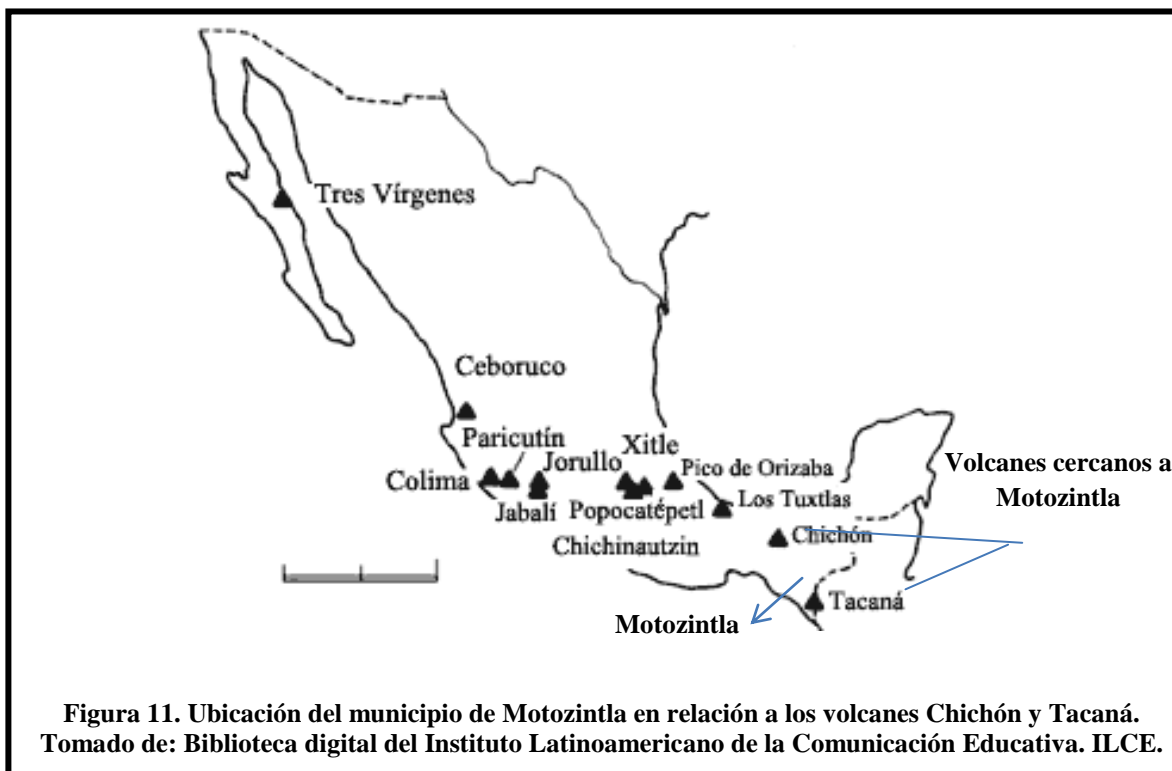 Tres Vírgenes
Ceboruco
Paricutín
Xitle
Colima
Jorullo
Pico de Orizaba
Jabalí
Popocatépetl
Los Tuxtlas
Chichinautzin
Chichón
Tacaná
Volcanes cercanos a
Motozintla
Motozintla
Figura 11. Ubicación del municipio de Motozintla en relación a los volcanes Chichón y Tacaná.
Tomado de: Biblioteca digital del Instituto Latinoamericano de la Comunicación Educativa. ILCE.